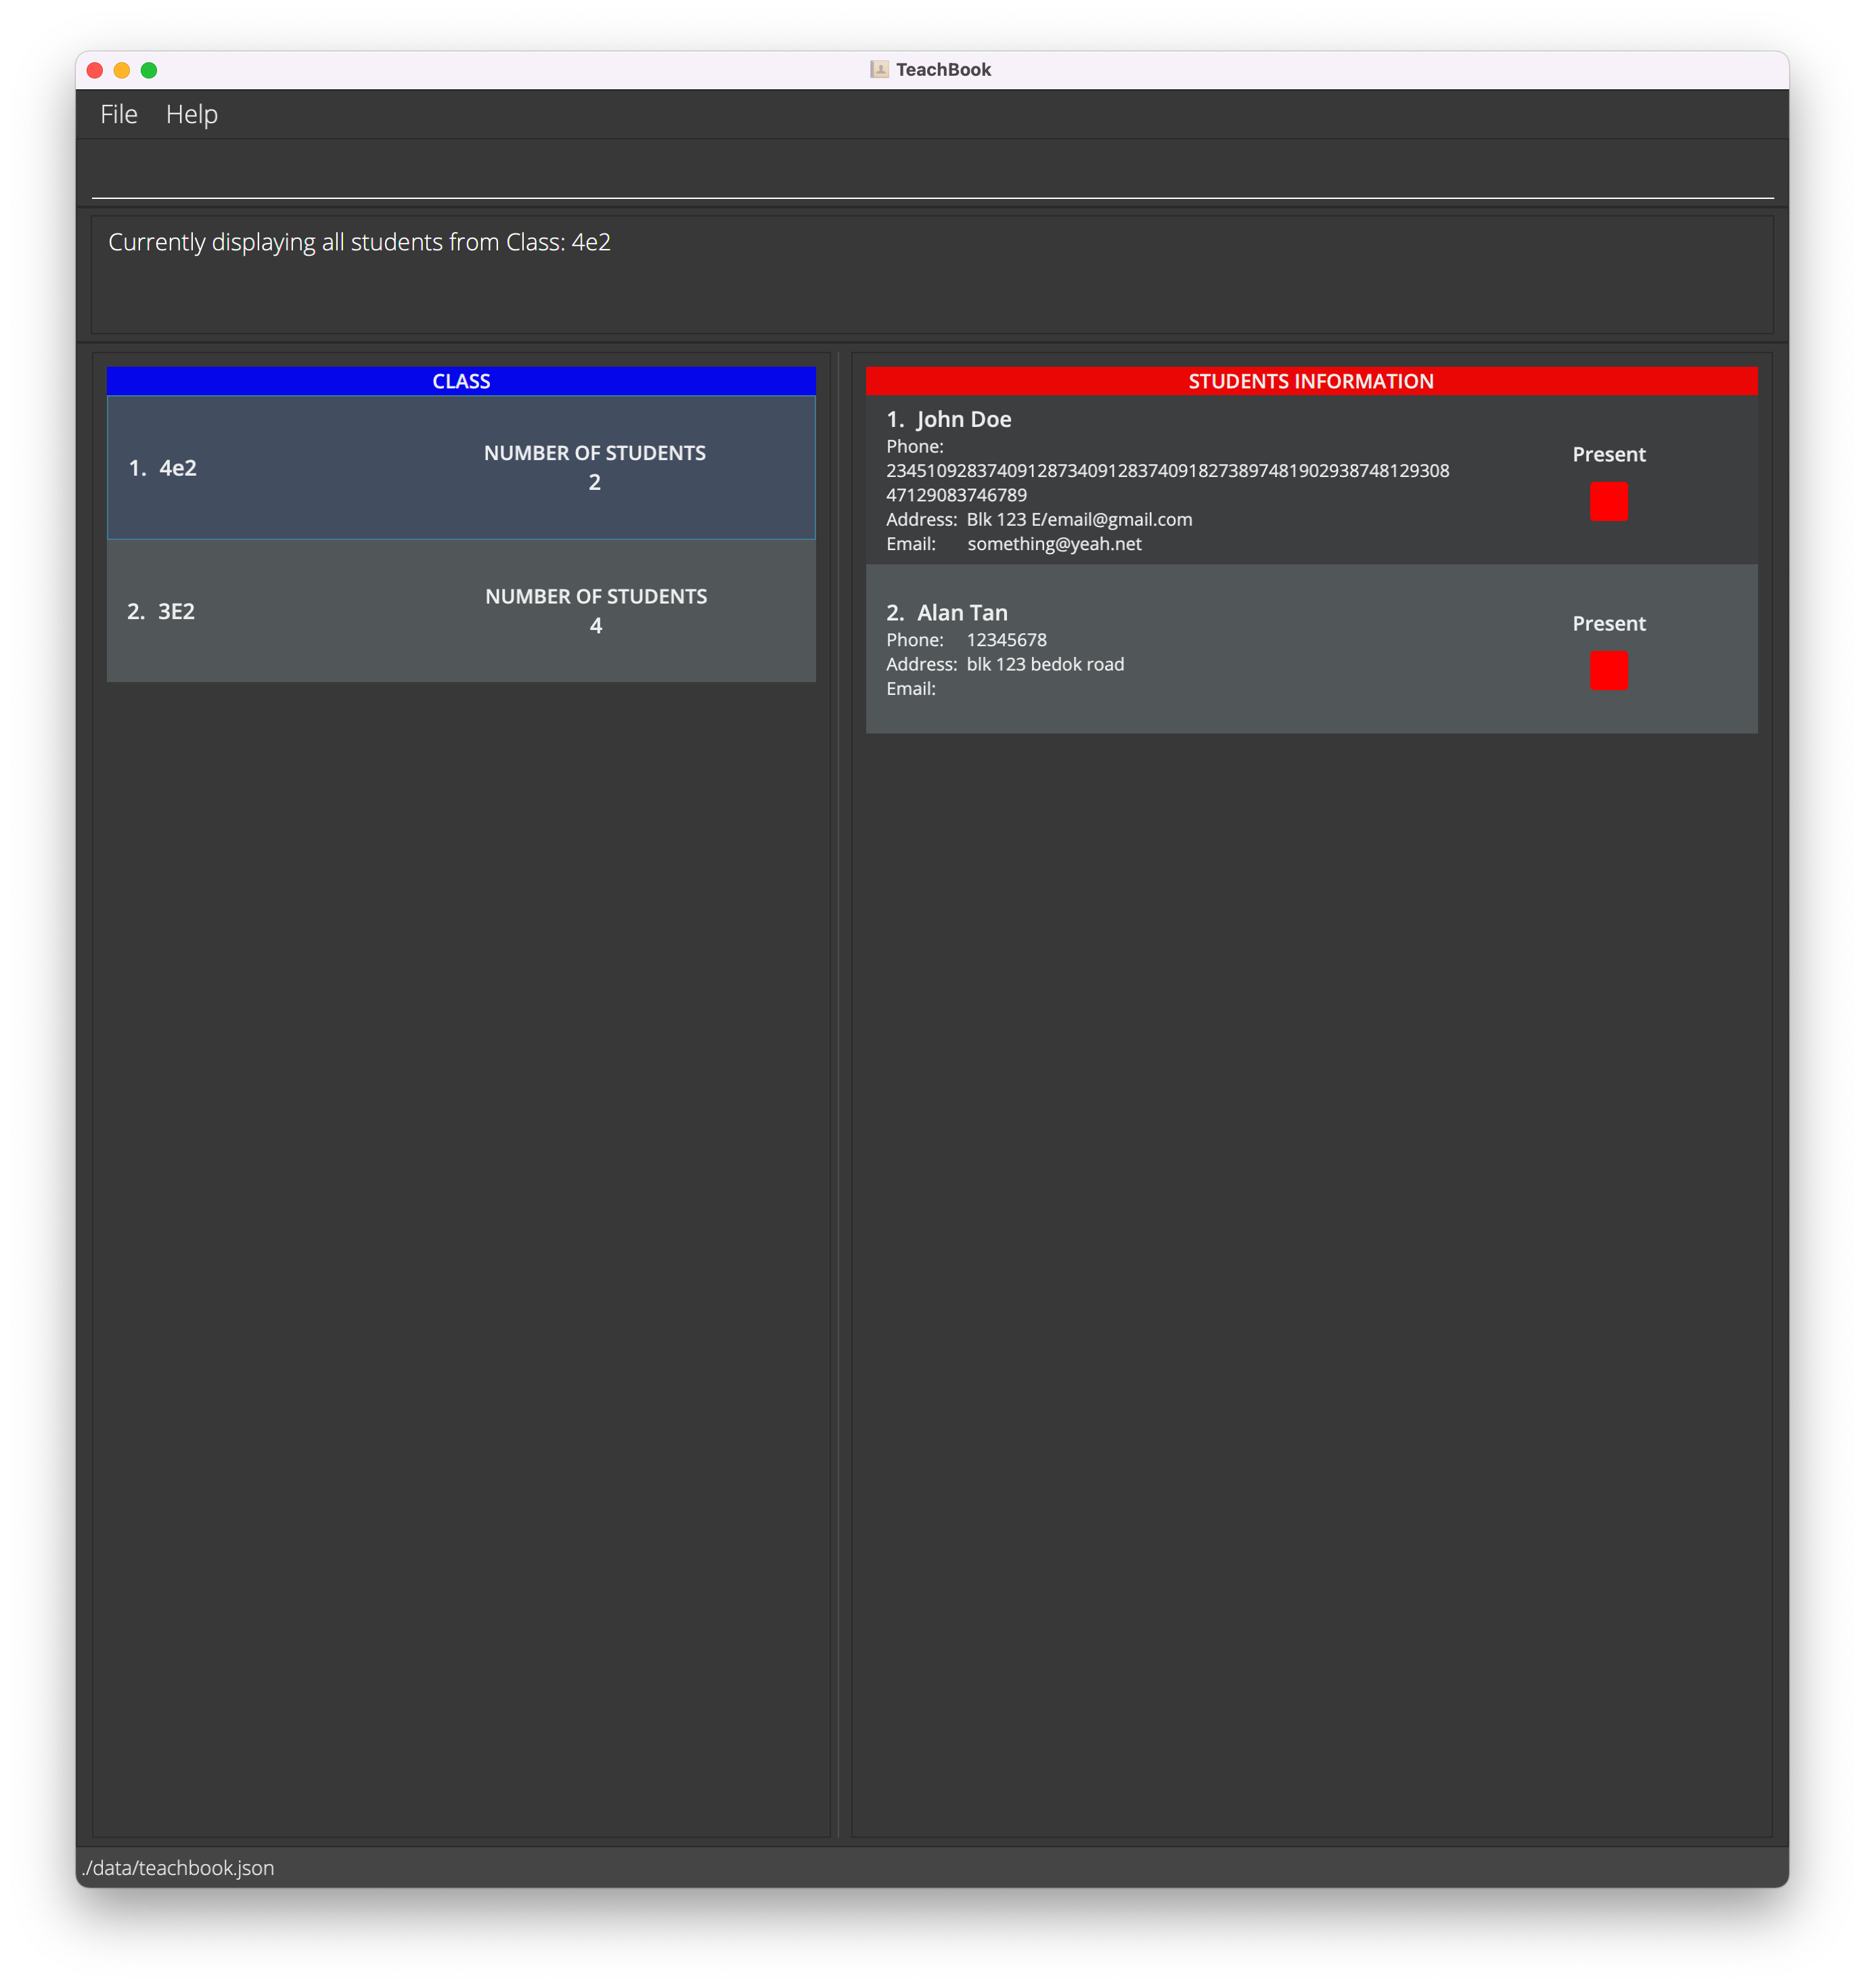 TeachBook
File Help
Currently displaying all students from Class: 4e2
CLASS
1. 4e2
NUMBER OF STUDENTS
2
2. 3E2
NUMBER OF STUDENTS
4
STUDENTS INFORMATION
1. John Doe
Phone:
23451092837409128734091283740918273897481902938748129308
47129083746789
Address: Blk 123 E/email@gmail.com
Email: something@yeah.net
Present
2. Alan Tan
Phone: 12345678
Address: blk 123 bedok road
Email:
Present
./data/teachbook.json